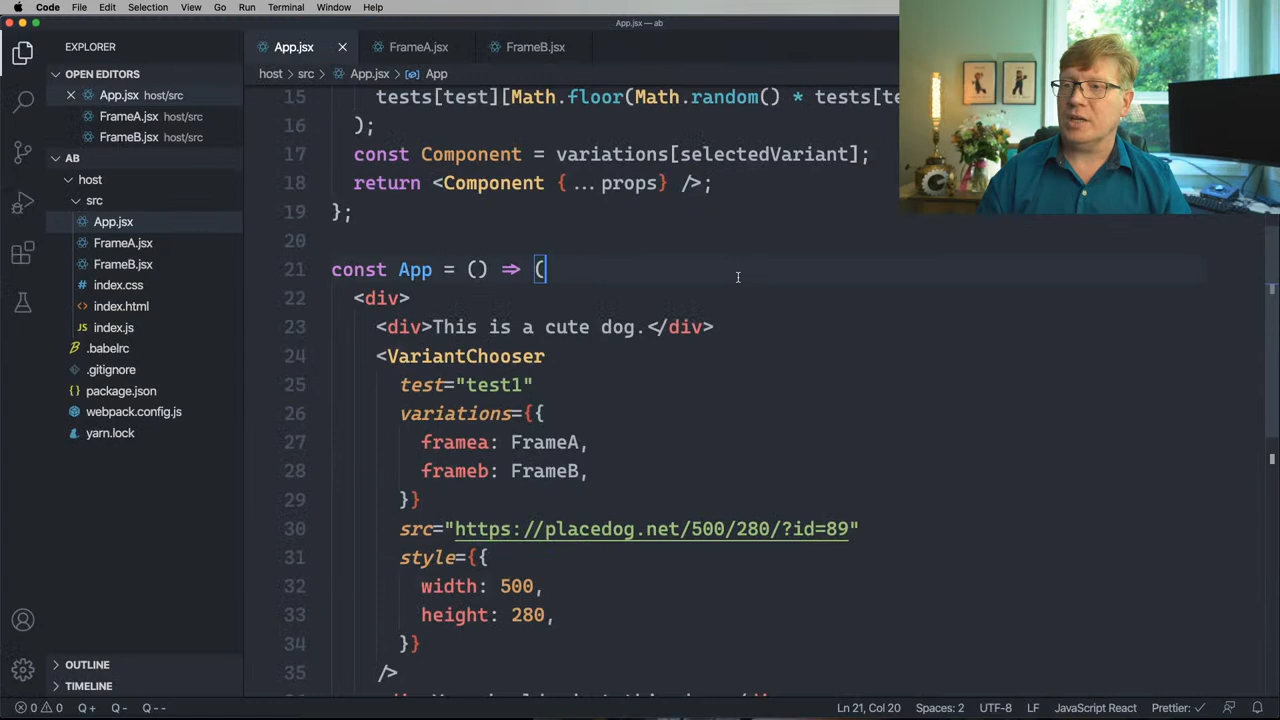 Code File Edit Selection View Go Run Terminal Window Help
App.jsx — ab
EXPLORER
OPEN EDITORS
App.jsx host/src
FrameA.jsx host/src
FrameB.jsx host/src
AB
host
src
App.jsx
FrameA.jsx
FrameB.jsx
index.css
index.html
index.js
.babelrc
.gitignore
package.json
webpack.config.js
yarn.lock
OUTLINE
TIMELINE
App.jsx FrameA.jsx FrameB.jsx
host > src > App.jsx > App
15 tests[test][Math.floor(Math.random() * tests[te
16 );
17 const Component = variations[selectedVariant];
18 return <Component {...props} />;
19 };
20
21 const App = () => (
22 <div>
23 <div>This is a cute dog.</div>
24 <VariantChooser
25 test="test1"
26 variations={{
27 framea: FrameA,
28 frameb: FrameB,
29 }}
30 src="https://placedog.net/500/280/?id=89"
31 style={{
32 width: 500,
33 height: 280,
34 }}
35 />
0 0 Q+ Q- Q-- Ln 21, Col 20 Spaces: 2 UTF-8 LF JavaScript React Prettier: ✓